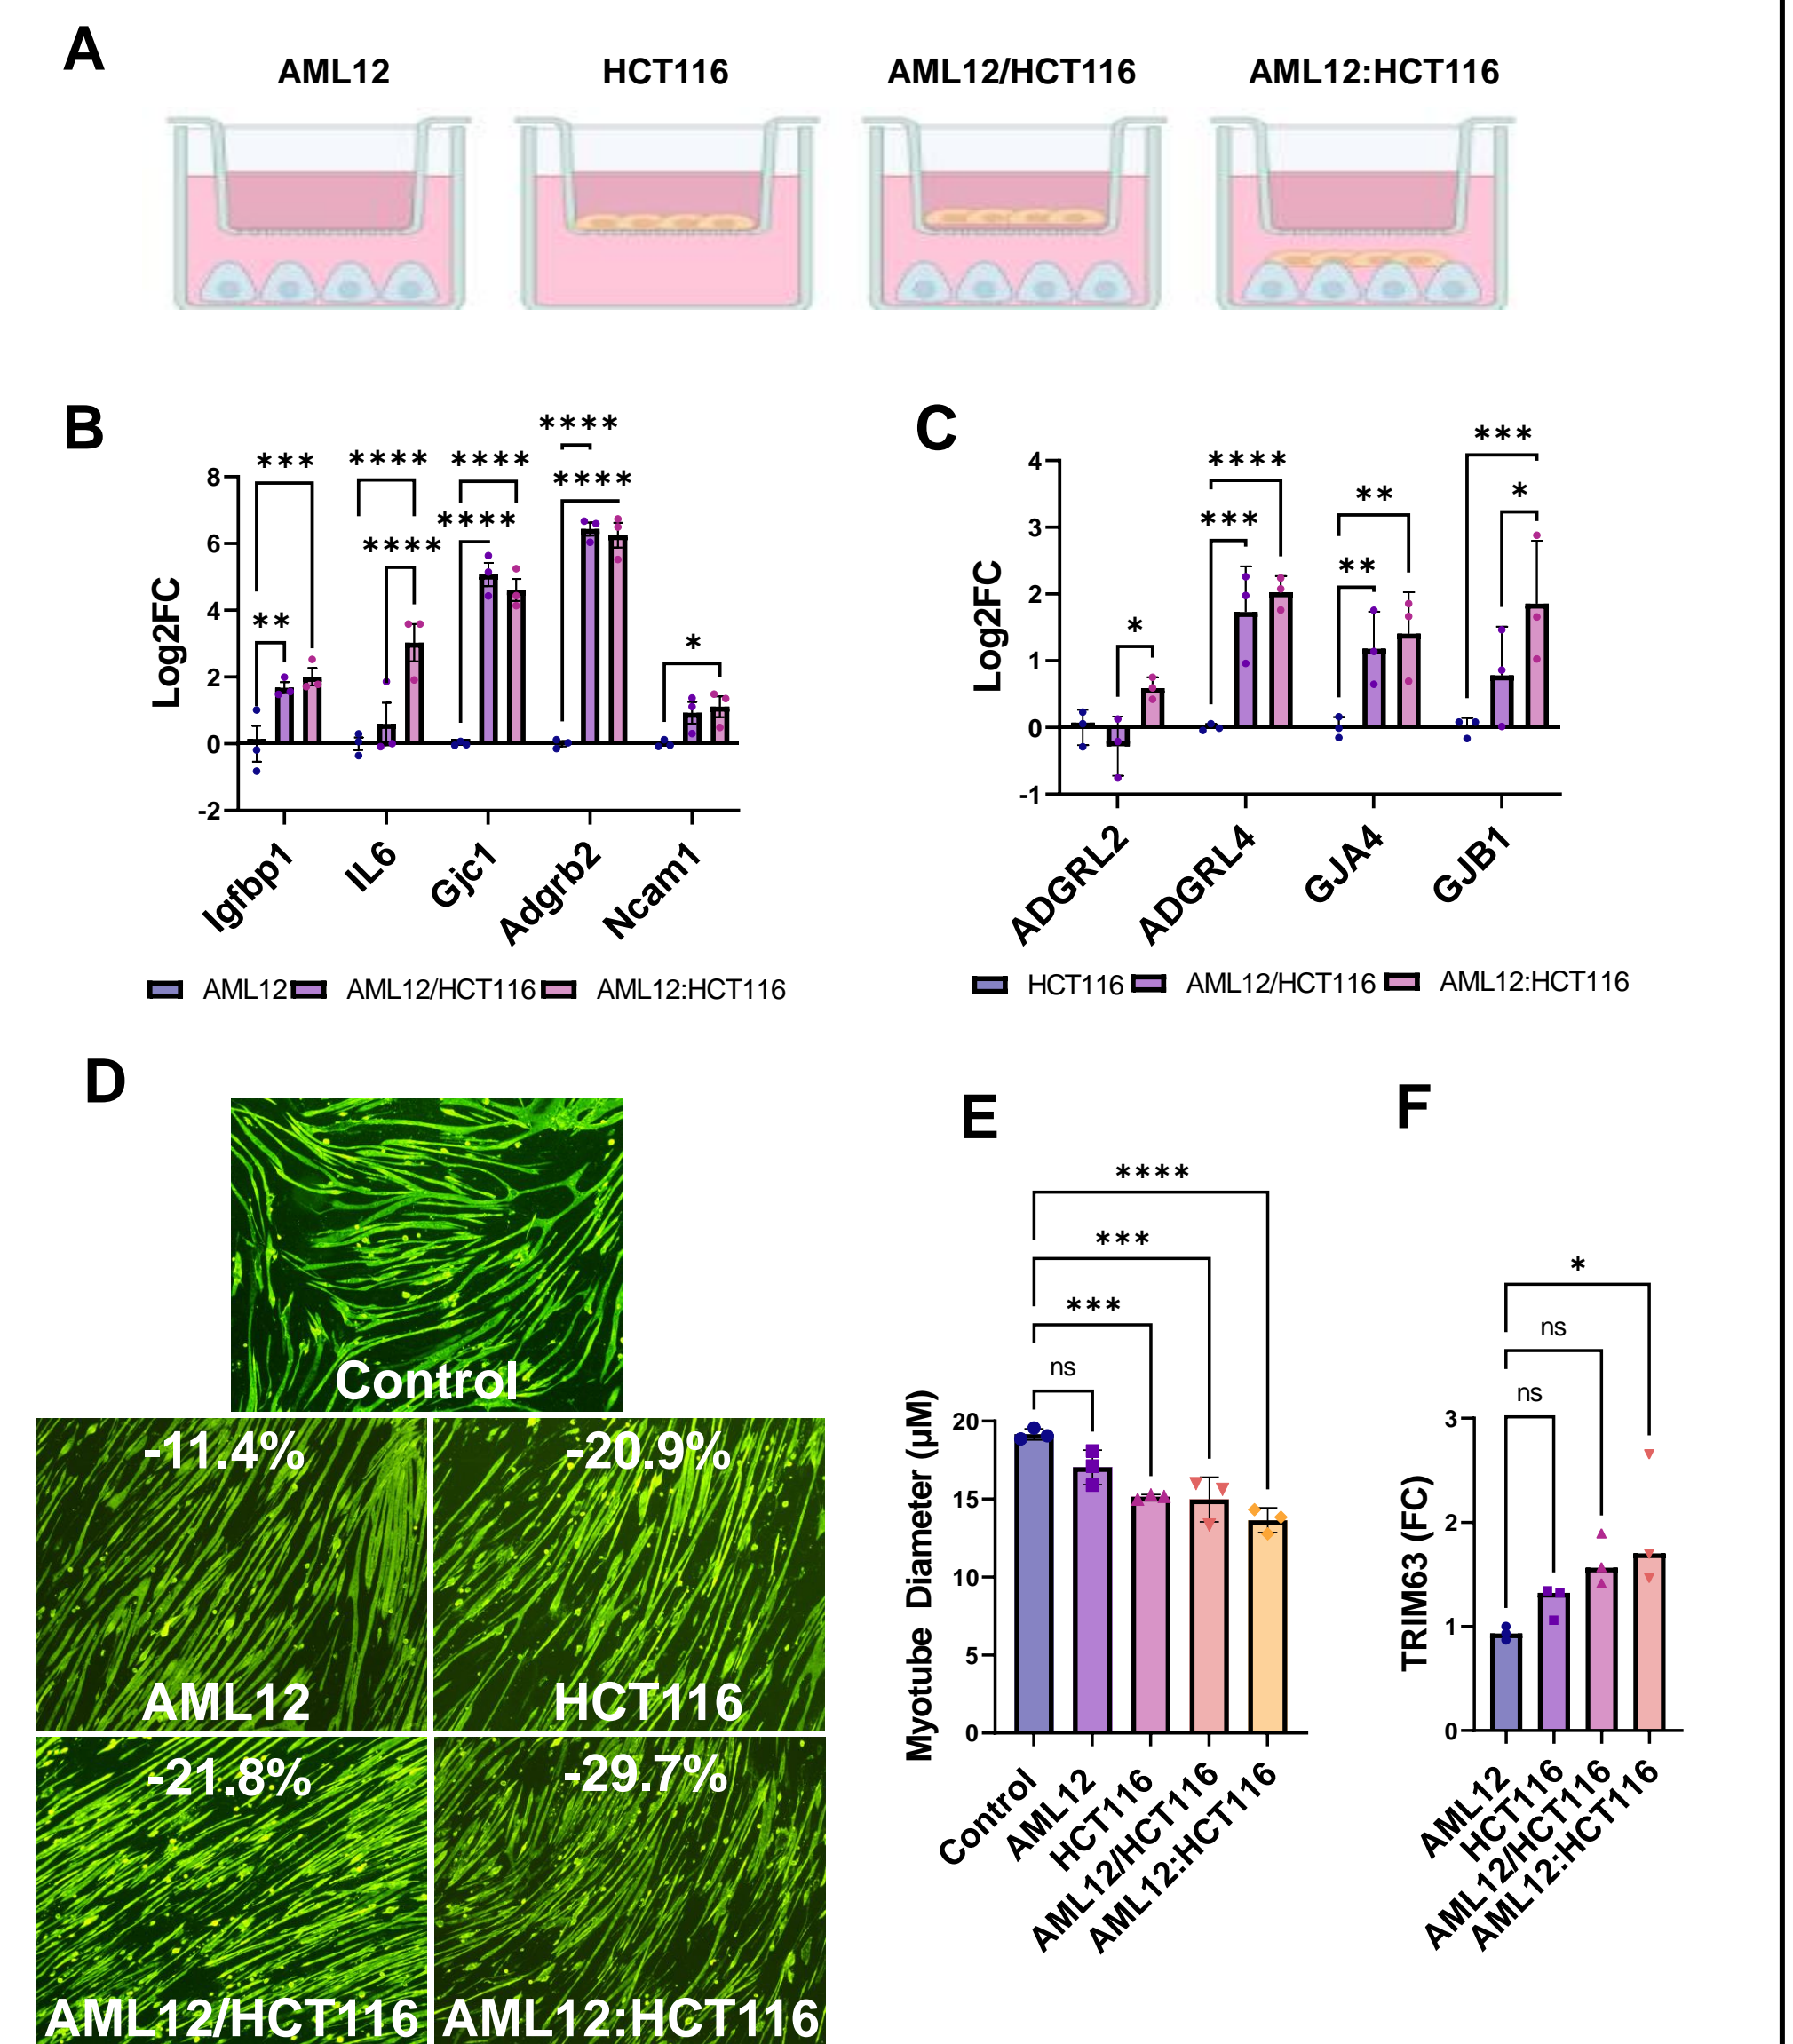 A
AML12 HCT116 AML12/HCT116 AML12:HCT116
B
Log2FC
8
6
4
2
0
-2
*** **** **** ****
****
****
****
**
*
Igfbp1 IL6 Gjc1 Adgrb2 Ncam1
AML12 AML12/HCT116 AML12:HCT116
C
Log2FC
4
3
2
1
0
-1
***
****
**
*
***
**
*
ADGRL2 ADGRL4 GJA4 GJB1
HCT116 AML12/HCT116 AML12:HCT116
D
Control
-11.4%
AML12
-20.9%
HCT116
-21.8%
AML12/HCT116
-29.7%
AML12:HCT116
E
****
***
***
ns
Myotube Diameter (µM)
20
15
10
5
0
Control AML12 HCT116 AML12/HCT116 AML12:HCT116
F
*
ns
ns
TRIM63 (FC)
3
2
1
0
AML12 HCT116 AML12/HCT116 AML12:HCT116